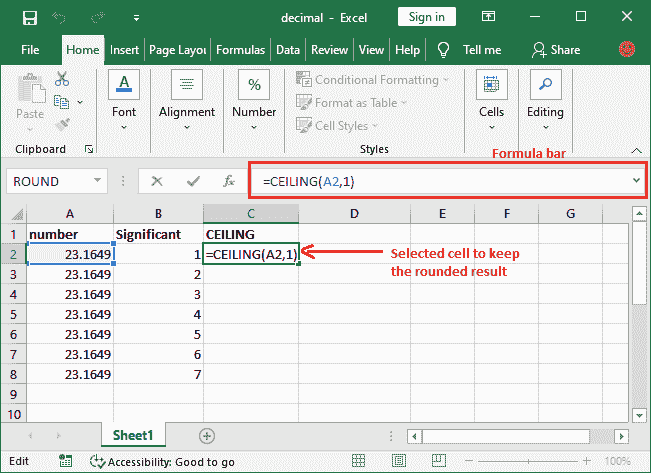 decimal - Excel
Sign in
File Home Insert Page Layou Formulas Data Review View Help Tell me Share
Paste
Clipboard
A
Font
Alignment
%
Number
Conditional Formatting
Format as Table
Cell Styles
Styles
Cells
Editing
Formula bar
ROUND fx =CEILING(A2,1)
A B C D E F G
1 number Significant CEILING
2 23.1649 1 =CEILING(A2,1)
Selected cell to keep
the rounded result
3 23.1649 2
4 23.1649 3
5 23.1649 4
6 23.1649 5
7 23.1649 6
8 23.1649 7
9
10
Sheet1
Edit Accessibility: Good to go 100%